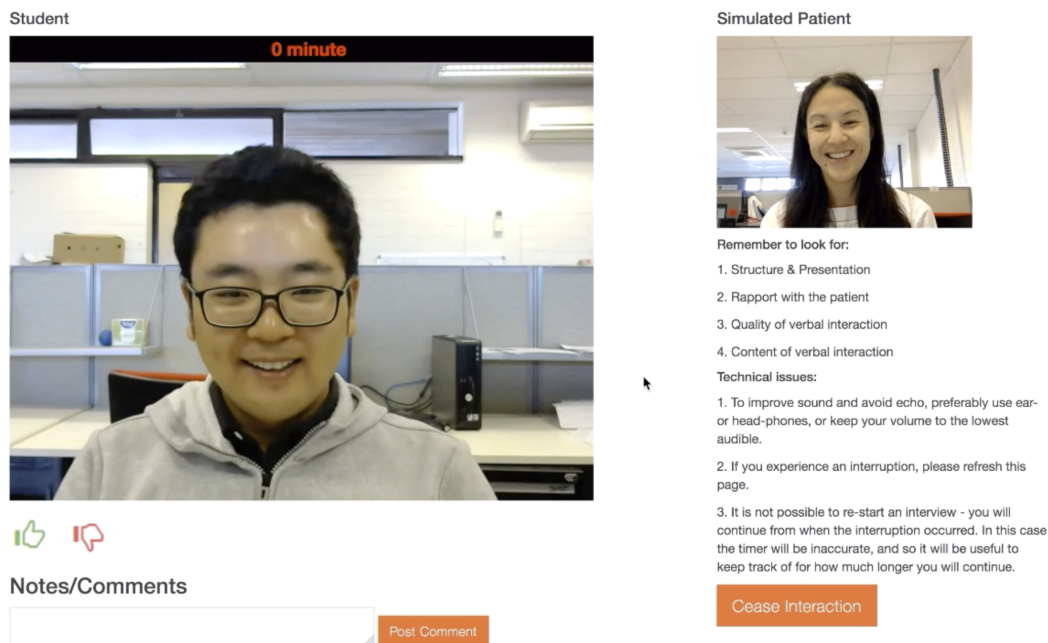 Student
0 minute
Notes/Comments
Post Comment
Simulated Patient
Remember to look for:
1. Structure & Presentation
2. Rapport with the patient
3. Quality of verbal interaction
4. Content of verbal interaction
Technical issues:
1. To improve sound and avoid echo, preferably use ear-
or head-phones, or keep your volume to the lowest
audible.
2. If you experience an interruption, please refresh this
page.
3. It is not possible to re-start an interview - you will
continue from when the interruption occurred. In this case
the timer will be inaccurate, and so it will be useful to
keep track of for how much longer you will continue.
Cease Interaction